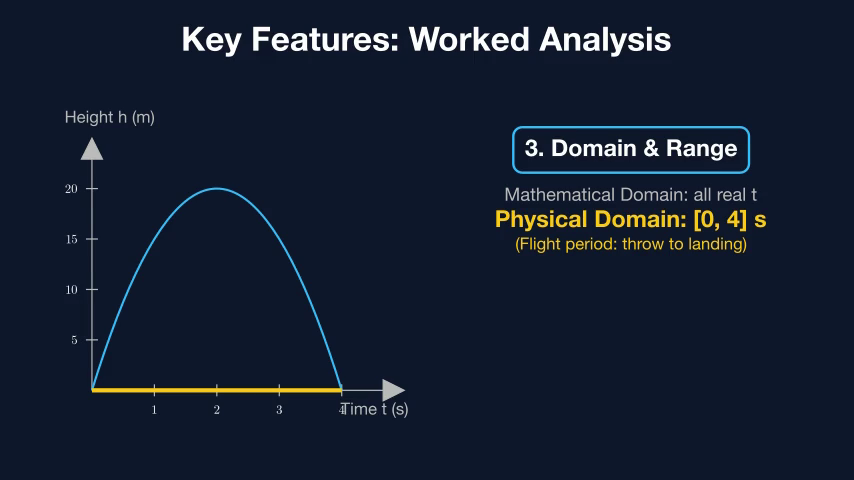 Key Features: Worked Analysis
Height h (m)
20
15
10
5
1
2
3
4
Time t (s)
3. Domain & Range
Mathematical Domain: all real t
Physical Domain: [0, 4] s
(Flight period: throw to landing)